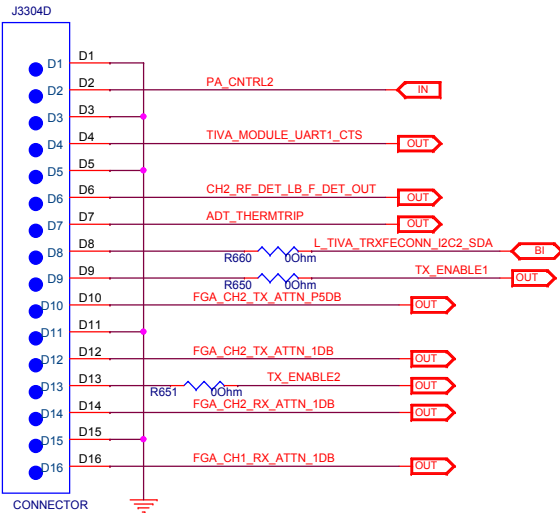 J3304D
D1 D1
D2 D2 PA_CNTRL2 IN
D3 D3
D4 D4 TIVA_MODULE_UART1_CTS OUT
D5 D5
D6 D6 CH2_RF_DET_LB_F_DET_OUT OUT
D7 D7 ADT_THERMTRIP OUT
D8 D8 R660 0Ohm L_TIVA_TRXFECONN_I2C2_SDA BI
D9 D9 R650 0Ohm TX_ENABLE1 OUT
D10 D10 FGA_CH2_TX_ATTN_P5DB OUT
D11 D11
D12 D12 FGA_CH2_TX_ATTN_1DB OUT
D13 D13 R651 0Ohm TX_ENABLE2 OUT
D14 D14 FGA_CH2_RX_ATTN_1DB OUT
D15 D15
D16 D16 FGA_CH1_RX_ATTN_1DB OUT
CONNECTOR